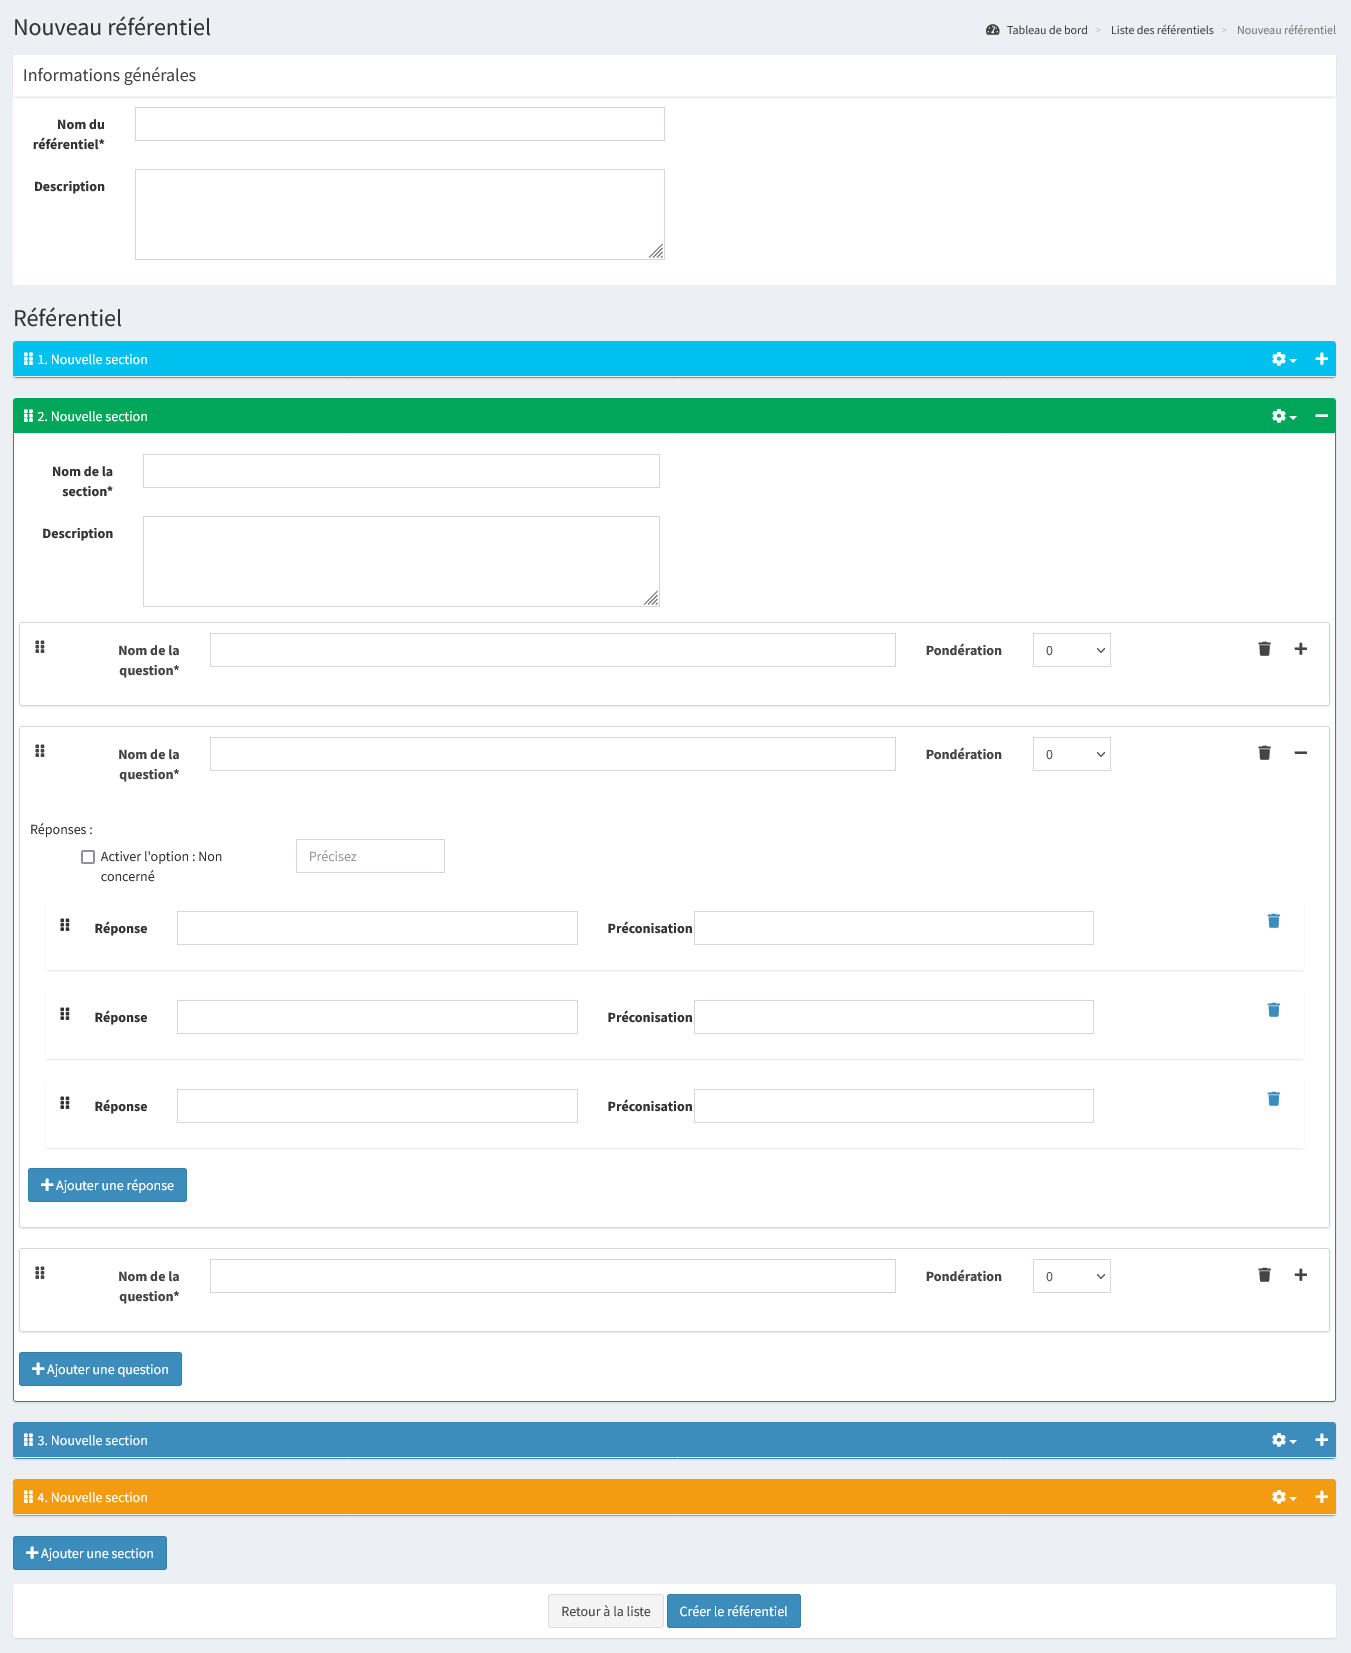 Nouveau référentiel
Tableau de bord > Liste des référentiels > Nouveau référentiel
Informations générales
Nom du
référentiel*
Description
Référentiel
1. Nouvelle section
2. Nouvelle section
Nom de la
section*
Description
Nom de la
question*
Pondération
0
Nom de la
question*
Pondération
0
Réponses :
Activer l'option : Non
concerné
Précisez
Réponse
Préconisation
Réponse
Préconisation
Réponse
Préconisation
Ajouter une réponse
Nom de la
question*
Pondération
0
Ajouter une question
3. Nouvelle section
4. Nouvelle section
Ajouter une section
Retour à la liste
Créer le référentiel